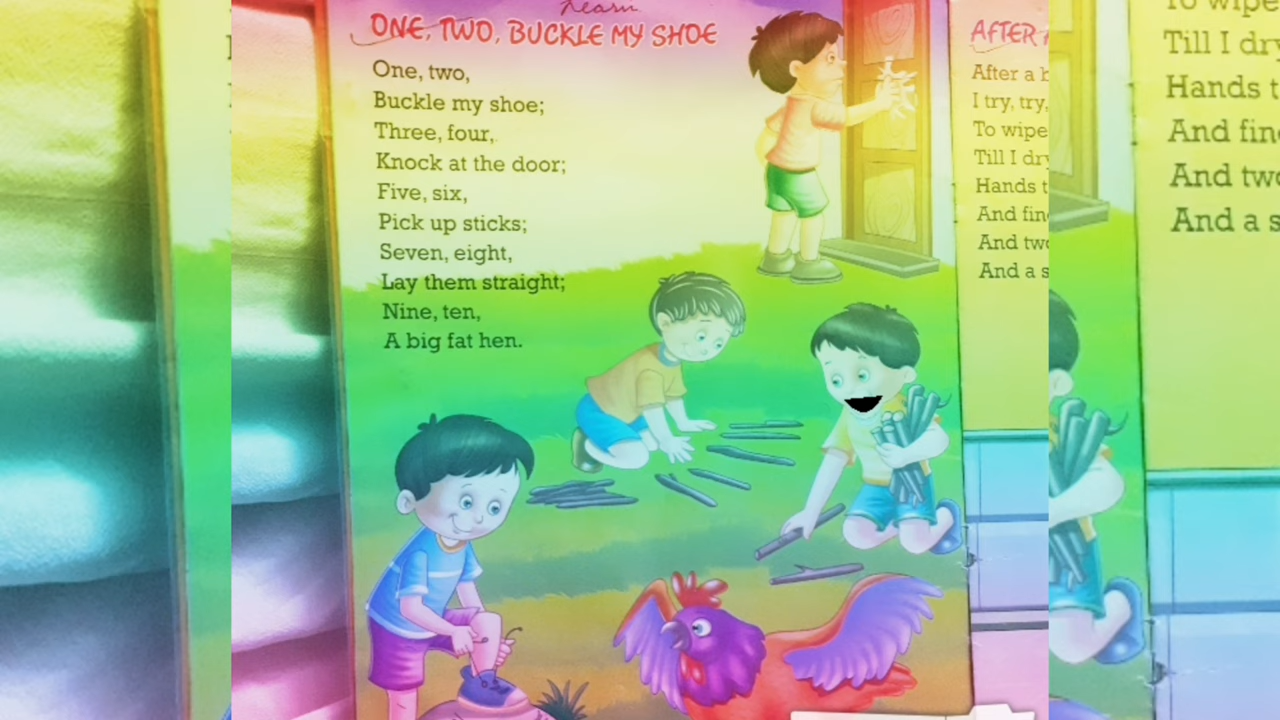 Learn
ONE, TWO, BUCKLE MY SHOE
One, two,
Buckle my shoe;
Three, four,
Knock at the door;
Five, six,
Pick up sticks;
Seven, eight,
Lay them straight;
Nine, ten,
A big fat hen.
AFTER
After a
I try, try,
To wipe
Till I
Hands
And
And
And a
To wipe
Till I
Hands
And
And
And a